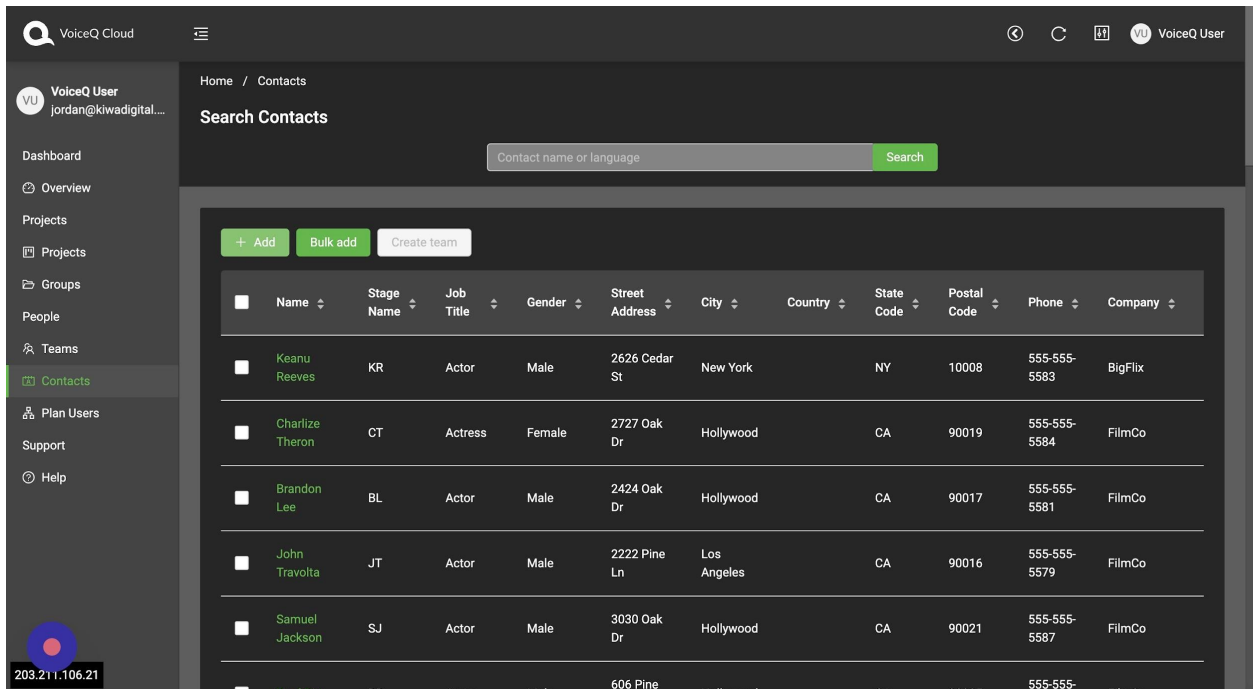 VoiceQ Cloud
VU VoiceQ User
VU
VoiceQ User
jordan@kiwadigital....
Dashboard
Overview
Projects
Projects
Groups
People
Teams
Contacts
Plan Users
Support
Help
203.211.106.21
Home / Contacts
Search Contacts
Contact name or language Search
+ Add Bulk add Create team
Name Stage Name Job Title Gender Street Address City Country State Code Postal Code Phone Company
Keanu Reeves KR Actor Male 2626 Cedar St New York NY 10008 555-555-5583 BigFlix
Charlize Theron CT Actress Female 2727 Oak Dr Hollywood CA 90019 555-555-5584 FilmCo
Brandon Lee BL Actor Male 2424 Oak Dr Hollywood CA 90017 555-555-5581 FilmCo
John Travolta JT Actor Male 2222 Pine Ln Los Angeles CA 90016 555-555-5579 FilmCo
Samuel Jackson SJ Actor Male 3030 Oak Dr Hollywood CA 90021 555-555-5587 FilmCo
606 Pine 555-555-